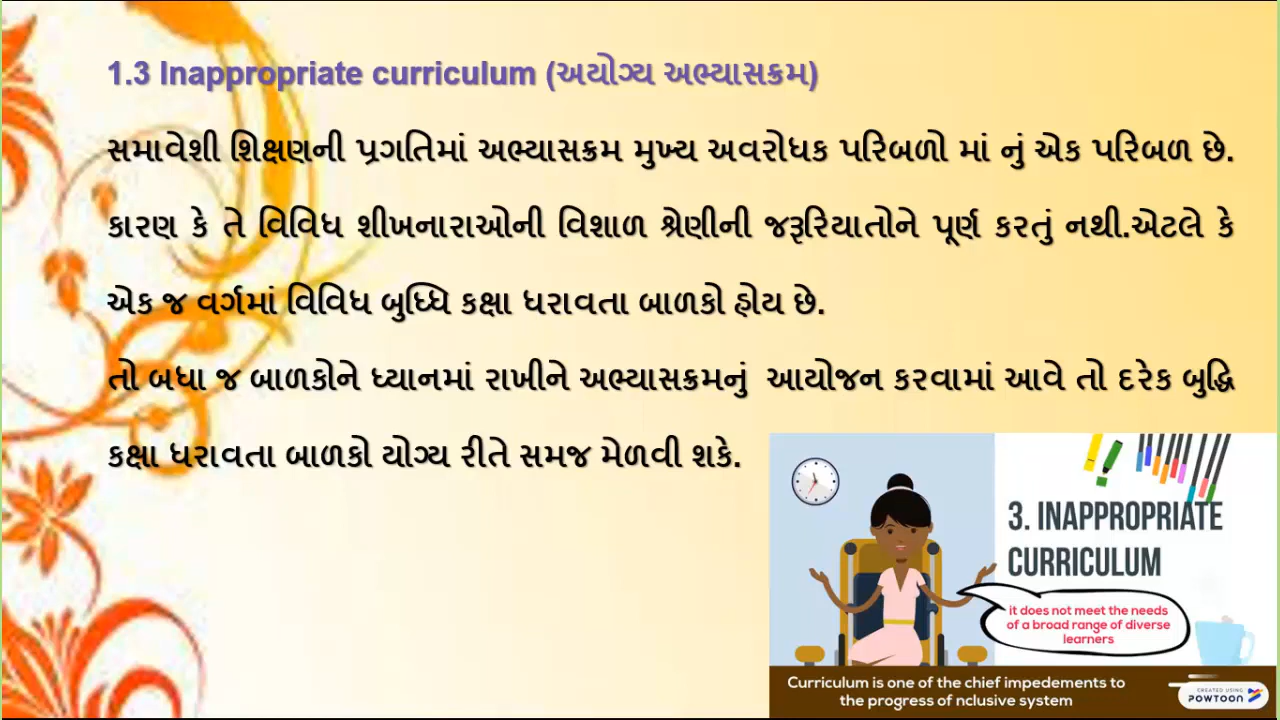 1.3 Inappropriate curriculum (અયોગ્ય અભ્યાસક્રમ)
સમાવેશી શિક્ષણની પ્રગતિમાં અભ્યાસક્રમ મુખ્ય અવરોધક પરિબળો માં નું એક પરિબળ છે.
કારણ કે તે વિવિધ શીખનારાઓની વિશાળ શ્રેણીની જરૂરિયાતોને પૂર્ણ કરતું નથી.એટલે કે
એક જ વર્ગમાં વિવિધ બુધ્ધિ કક્ષા ધરાવતા બાળકો હોય છે.
તો બધા જ બાળકોને ધ્યાનમાં રાખીને અભ્યાસક્રમનું આયોજન કરવામાં આવે તો દરેક બુદ્ધિ
કક્ષા ધરાવતા બાળકો યોગ્ય રીતે સમજ મેળવી શકે.
3. INAPPROPRIATE
CURRICULUM
it does not meet the needs
of a broad range of diverse
learners
Curriculum is one of the chief impedements to
the progress of nclusive system
CREATED USING
POWTOON